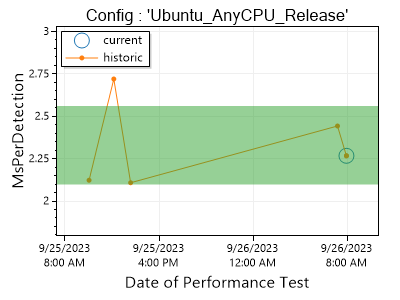 Config : 'Ubuntu_AnyCPU_Release'
current
historic
MsPerDetection
3
2.75
2.5
2.25
2
9/25/2023 9/25/2023 9/26/2023 9/26/2023
8:00 AM 4:00 PM 12:00 AM 8:00 AM
Date of Performance Test